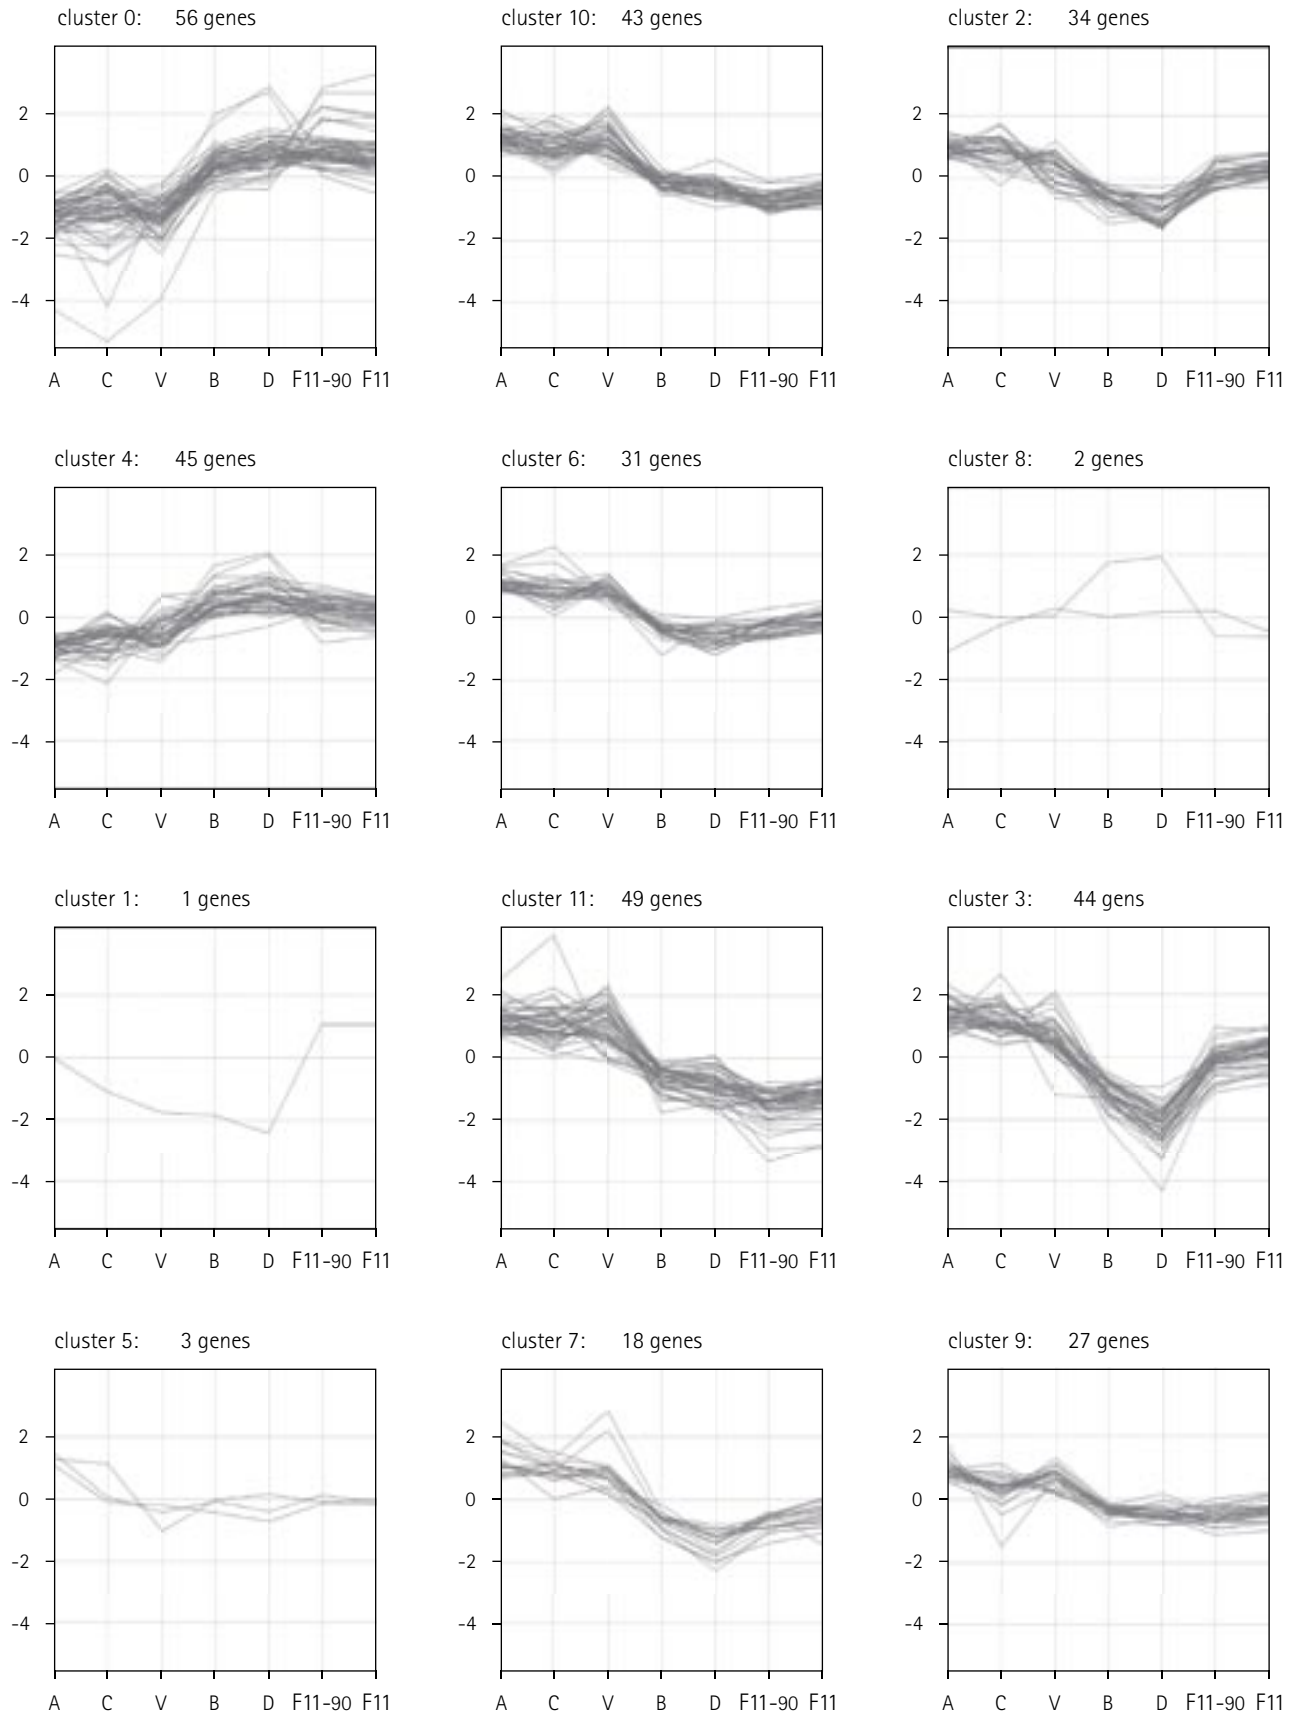 cluster 0: 56 genes
cluster 10: 43 genes
cluster 2: 34 genes
2
0
-2
-4
A C V B D F11-90 F11
2
0
-2
-4
A C V B D F11-90 F11
2
0
-2
-4
A C V B D F11-90 F11
cluster 4: 45 genes
cluster 6: 31 genes
cluster 8: 2 genes
2
0
-2
-4
A C V B D F11-90 F11
2
0
-2
-4
A C V B D F11-90 F11
2
0
-2
-4
A C V B D F11-90 F11
cluster 1: 1 genes
cluster 11: 49 genes
cluster 3: 44 gens
2
0
-2
-4
A C V B D F11-90 F11
2
0
-2
-4
A C V B D F11-90 F11
2
0
-2
-4
A C V B D F11-90 F11
cluster 5: 3 genes
cluster 7: 18 genes
cluster 9: 27 genes
2
0
-2
-4
A C V B D F11-90 F11
2
0
-2
-4
A C V B D F11-90 F11
2
0
-2
-4
A C V B D F11-90 F11